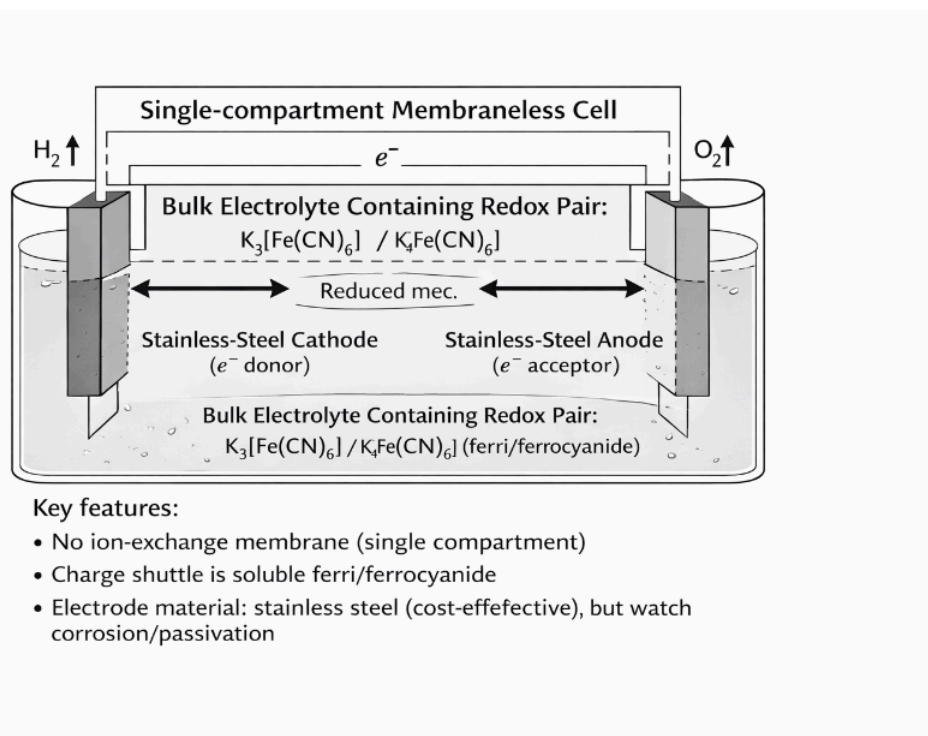 Single-compartment Membraneless Cell
H₂ ↑
e⁻
O₂↑
Bulk Electrolyte Containing Redox Pair:
K₃[Fe(CN)₆] / K₄Fe(CN)₆]
Reduced mec.
Stainless-Steel Cathode
(e⁻ donor)
Stainless-Steel Anode
(e⁻ acceptor)
Bulk Electrolyte Containing Redox Pair:
K₃[Fe(CN)₆] / K₄Fe(CN)₆] (ferri/ferrocyanide)
Key features:
• No ion-exchange membrane (single compartment)
• Charge shuttle is soluble ferri/ferrocyanide
• Electrode material: stainless steel (cost-effefective), but watch
corrosion/passivation